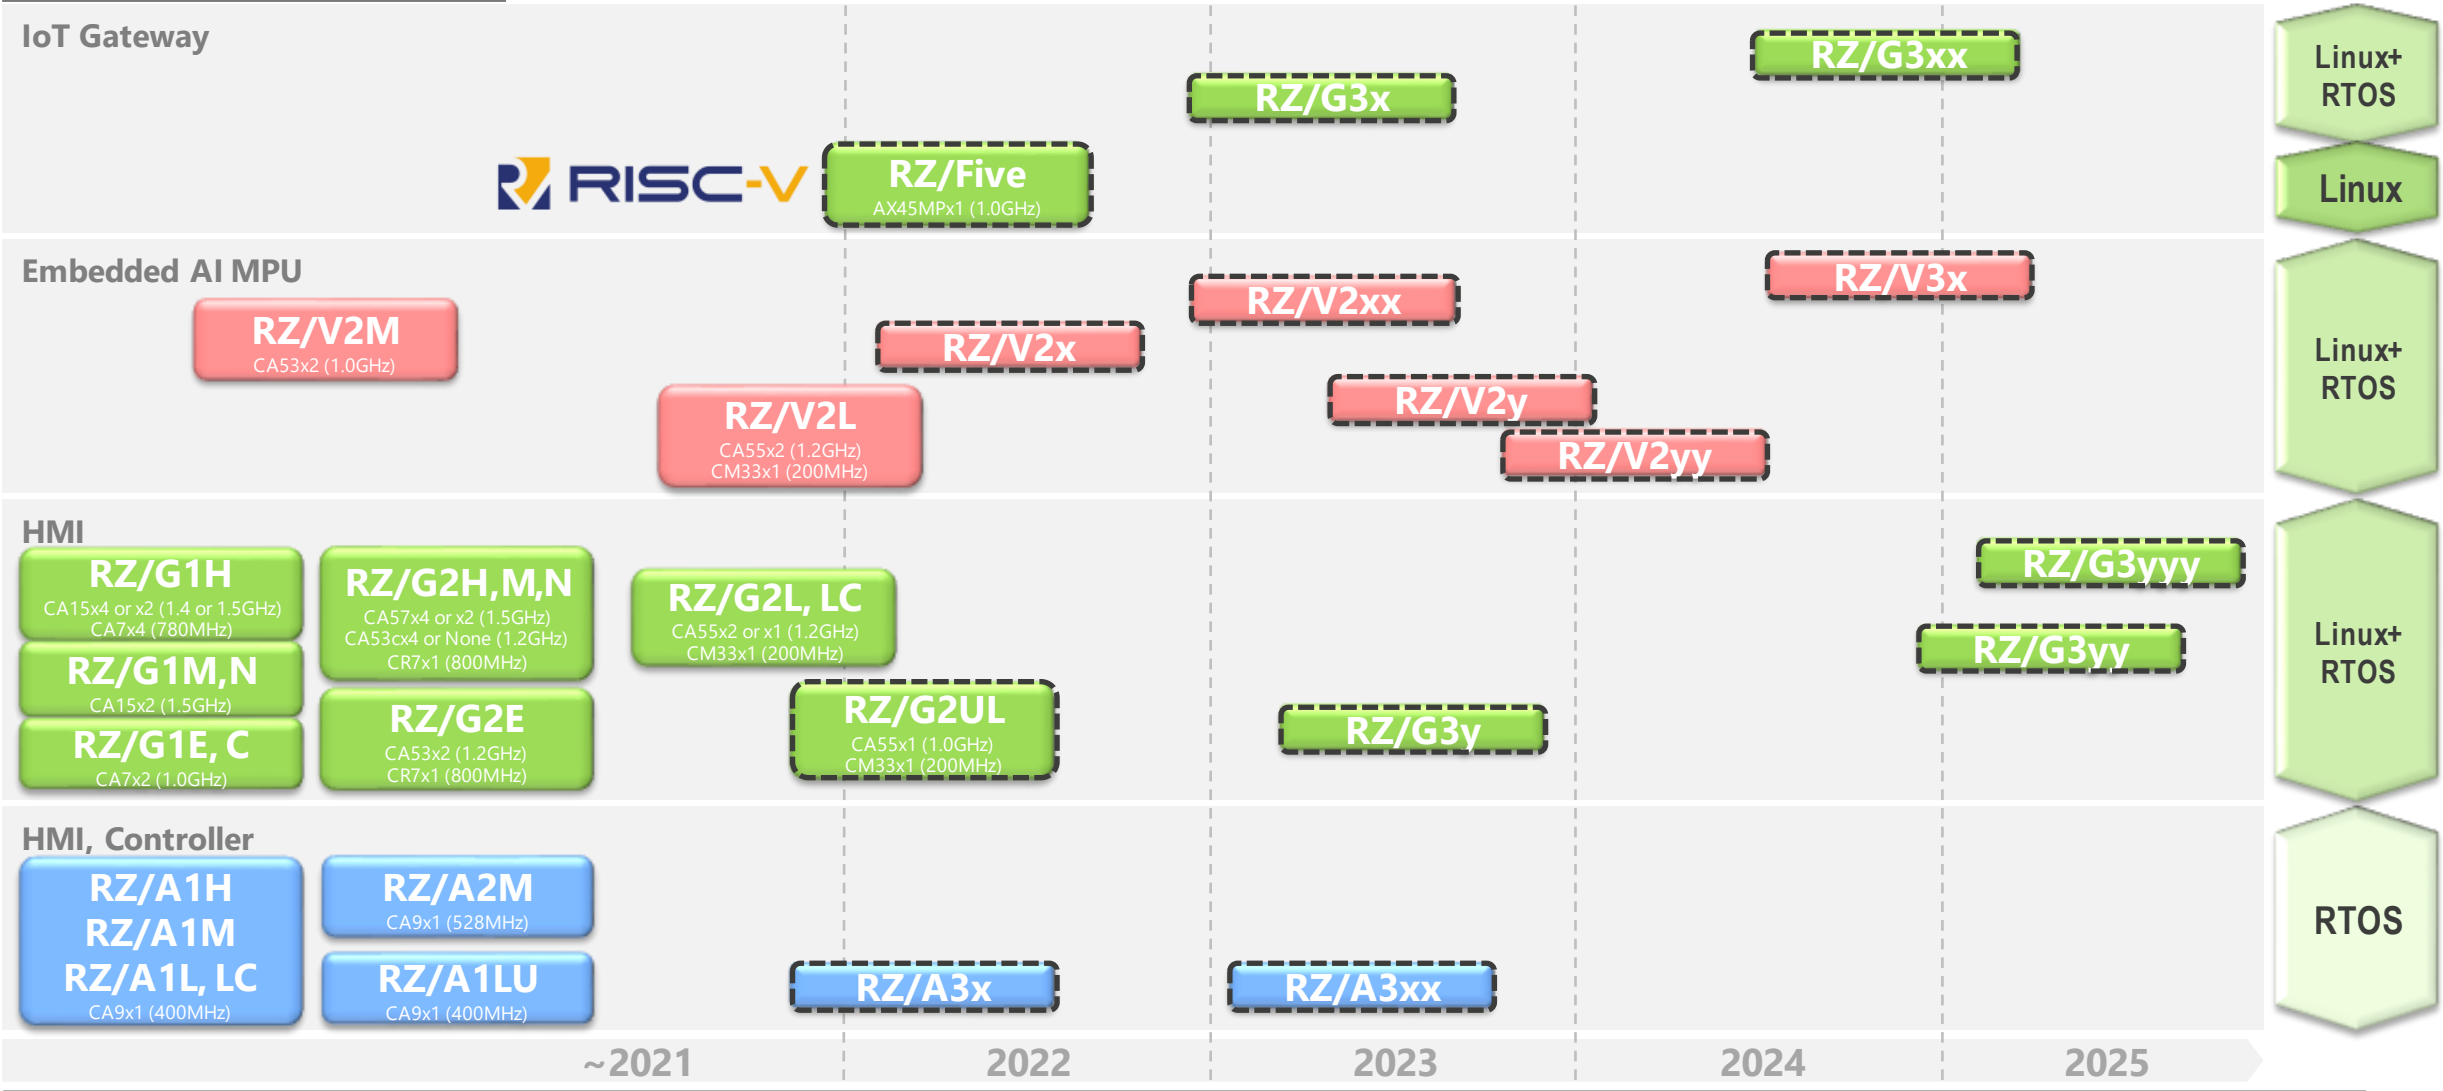 IoT Gateway
RZ/G3xx
RZ/G3x
RISC-V
RZ/Five
AX45MPx1 (1.0GHz)
Linux+
RTOS
Linux
Embedded AI MPU
RZ/V3x
RZ/V2xx
RZ/V2M
CA53x2 (1.0GHz)
RZ/V2x
RZ/V2y
RZ/V2L
CA55x2 (1.2GHz)
CM33x1 (200MHz)
RZ/V2yy
Linux+
RTOS
HMI
RZ/G1H
CA15x4 or x2 (1.4 or 1.5GHz)
CA7x4 (780MHz)
RZ/G1M,N
CA15x2 (1.5GHz)
RZ/G1E, C
CA7x2 (1.0GHz)
RZ/G2H,M,N
CA57x4 or x2 (1.5GHz)
CA53cx4 or None (1.2GHz)
CR7x1 (800MHz)
RZ/G2E
CA53x2 (1.2GHz)
CR7x1 (800MHz)
RZ/G2L, LC
CA55x2 or x1 (1.2GHz)
CM33x1 (200MHz)
RZ/G2UL
CA55x1 (1.0GHz)
CM33x1 (200MHz)
RZ/G3y
RZ/G3yyy
RZ/G3yy
Linux+
RTOS
HMI, Controller
RZ/A1H
RZ/A1M
RZ/A1L, LC
CA9x1 (400MHz)
RZ/A2M
CA9x1 (528MHz)
RZ/A1LU
CA9x1 (400MHz)
RZ/A3x
RZ/A3xx
RTOS
~2021
2022
2023
2024
2025